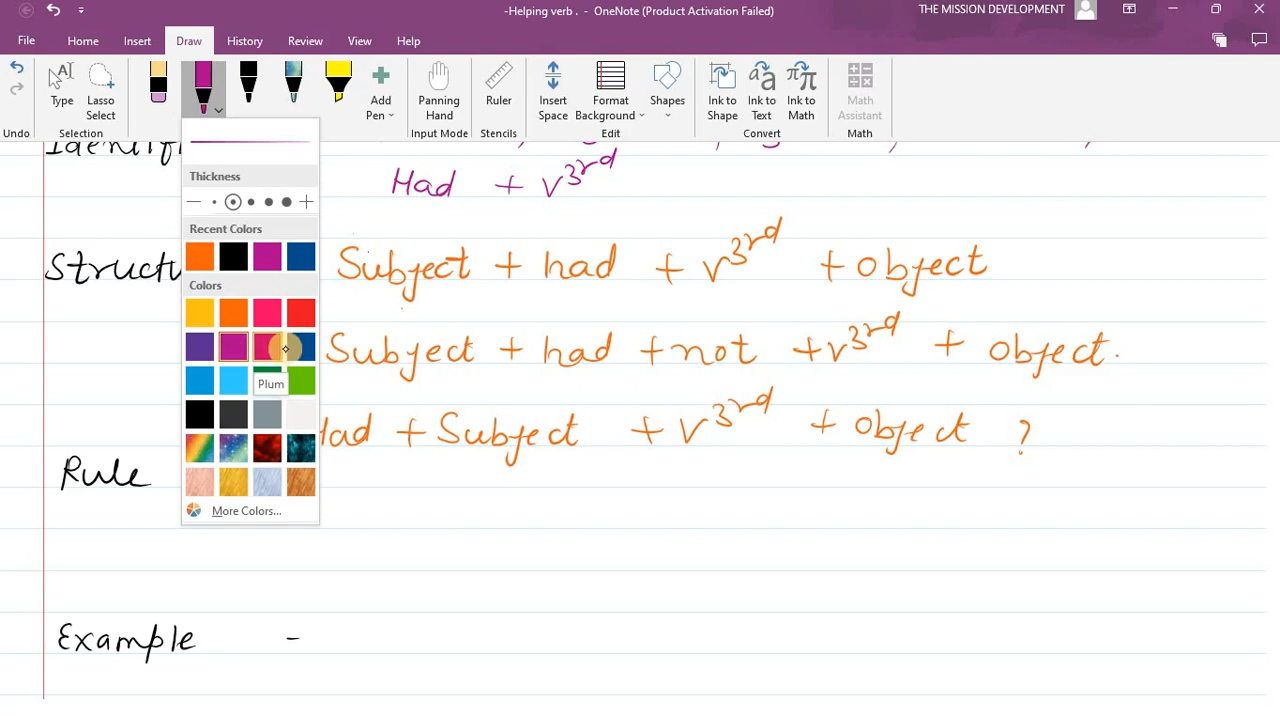 -Helping verb . - OneNote (Product Activation Failed)
THE MISSION DEVELOPMENT
File Home Insert Draw History Review View Help
Undo
Type
Lasso Select
Selection
Add Pen
Panning Hand
Input Mode
Ruler
Stencils
Insert Space
Format Background
Shapes
Edit
Ink to Shape
Ink to Text
Ink to Math
Convert
Math Assistant
Math
Thickness
Recent Colors
Colors
Plum
More Colors...
Had + v3rd
Subject + had + v3rd + object
Subject + had + not + v3rd + object.
Had + Subject + v3rd + object ?
Rule
Example -